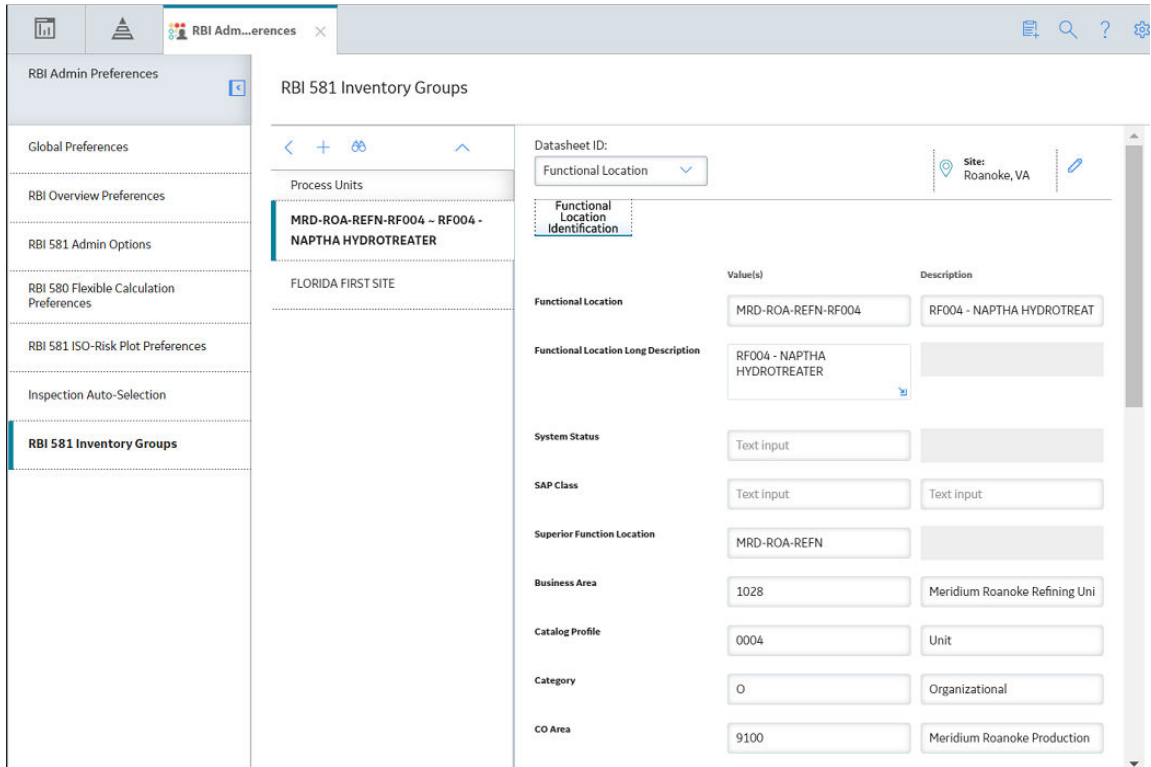 RBI Adm...erences
RBI Admin Preferences
RBI 581 Inventory Groups
Global Preferences
RBI Overview Preferences
RBI 581 Admin Options
RBI 580 Flexible Calculation
Preferences
RBI 581 ISO-Risk Plot Preferences
Inspection Auto-Selection
RBI 581 Inventory Groups
Process Units
MRD-ROA-REFN-RF004 ~ RF004 -
NAPTHA HYDROTREATER
FLORIDA FIRST SITE
Datasheet ID:
Functional Location
Site:
Roanoke, VA
Functional
Location
Identification
Value(s) Description
Functional Location MRD-ROA-REFN-RF004 RF004 - NAPTHA HYDROTREAT
Functional Location Long Description RF004 - NAPTHA
HYDROTREATER
System Status Text input
SAP Class Text input Text input
Superior Function Location MRD-ROA-REFN
Business Area 1028 Meridium Roanoke Refining Uni
Catalog Profile 0004 Unit
Category O Organizational
CO Area 9100 Meridium Roanoke Production